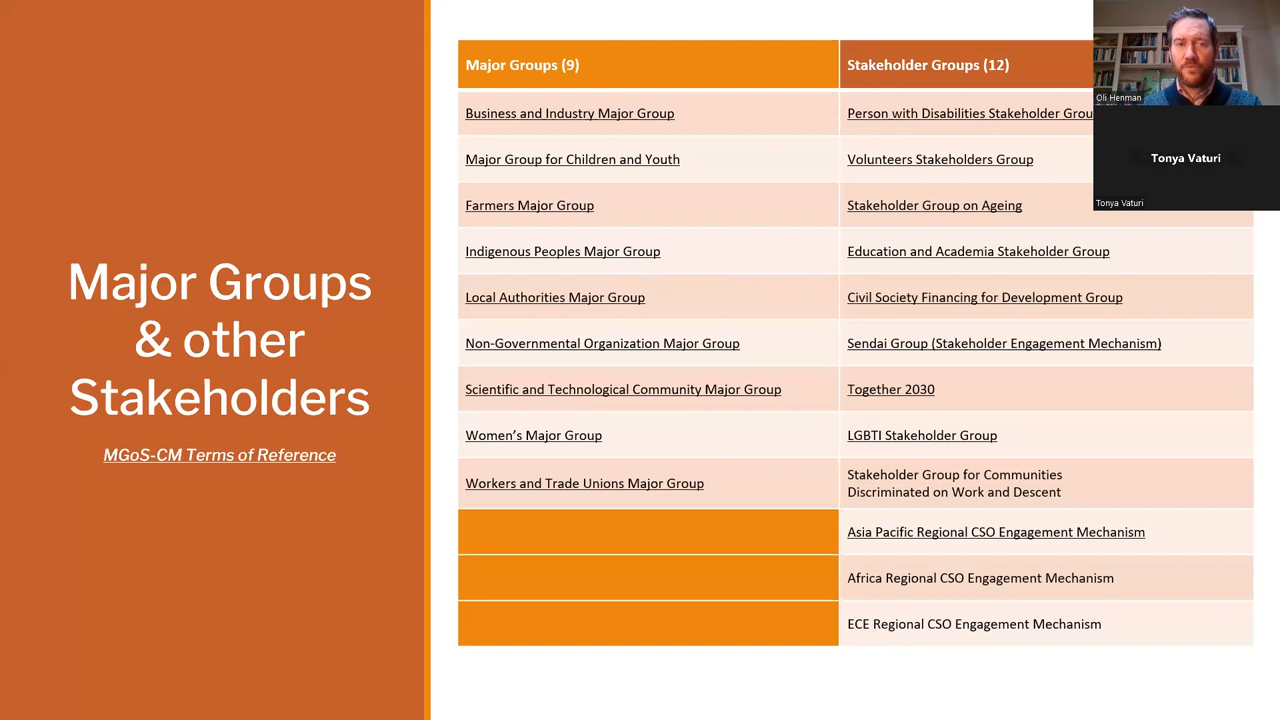 Major Groups
& other
Stakeholders
MGoS-CM Terms of Reference
Major Groups (9)
Stakeholder Groups (12)
Business and Industry Major Group
Person with Disabilities Stakeholder
Major Group for Children and Youth
Volunteers Stakeholders Group
Farmers Major Group
Stakeholder Group on Ageing
Indigenous Peoples Major Group
Education and Academia Stakeholder Group
Local Authorities Major Group
Civil Society Financing for Development Group
Non-Governmental Organization Major Group
Sendai Group (Stakeholder Engagement Mechanism)
Scientific and Technological Community Major Group
Together 2030
Women’s Major Group
LGBTI Stakeholder Group
Workers and Trade Unions Major Group
Stakeholder Group for Communities
Discriminated on Work and Descent
Asia Pacific Regional CSO Engagement Mechanism
Africa Regional CSO Engagement Mechanism
ECE Regional CSO Engagement Mechanism
Oli Henman
Tonya Vaturi
Tonya Vaturi